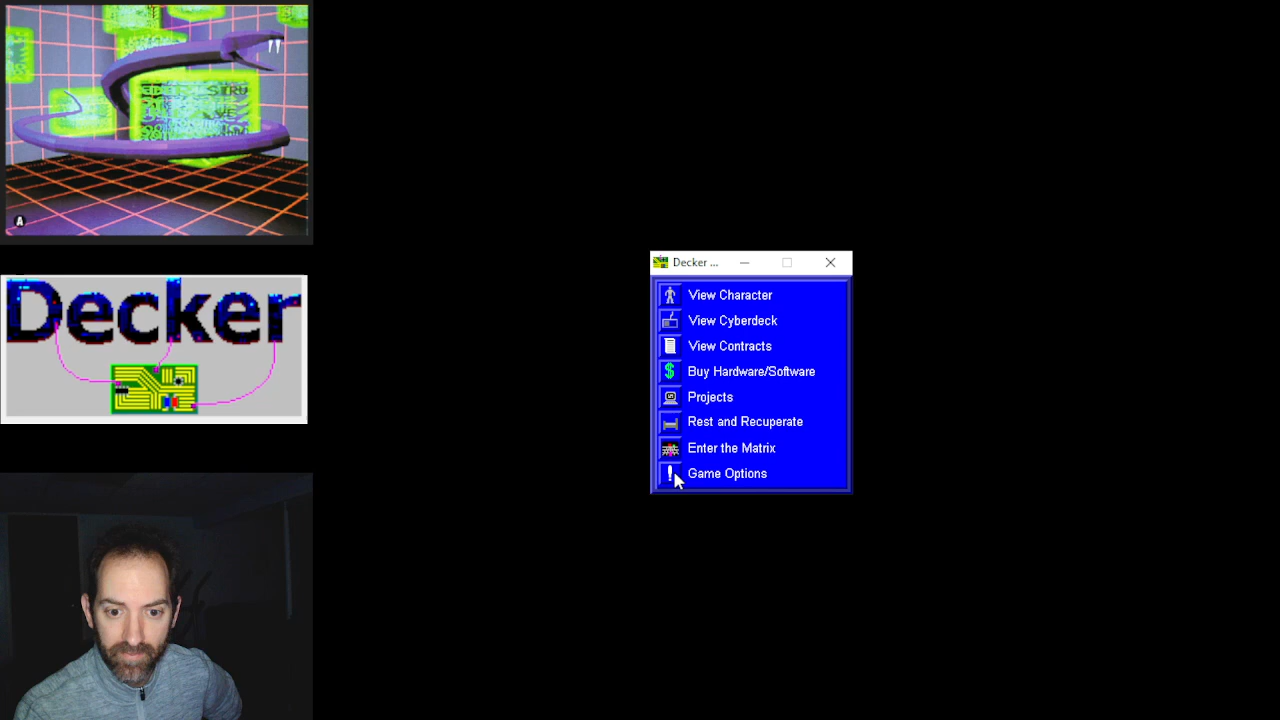 A
Decker
Decker ...
View Character
View Cyberdeck
View Contracts
Buy Hardware/Software
Projects
Rest and Recuperate
Enter the Matrix
Game Options